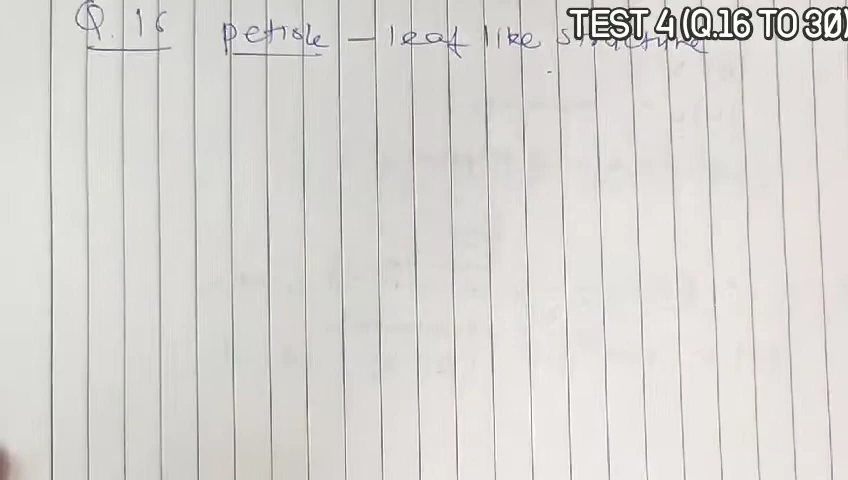 Q. 16 petiole – leaf like structure
TEST 4 (Q.16 TO 30)